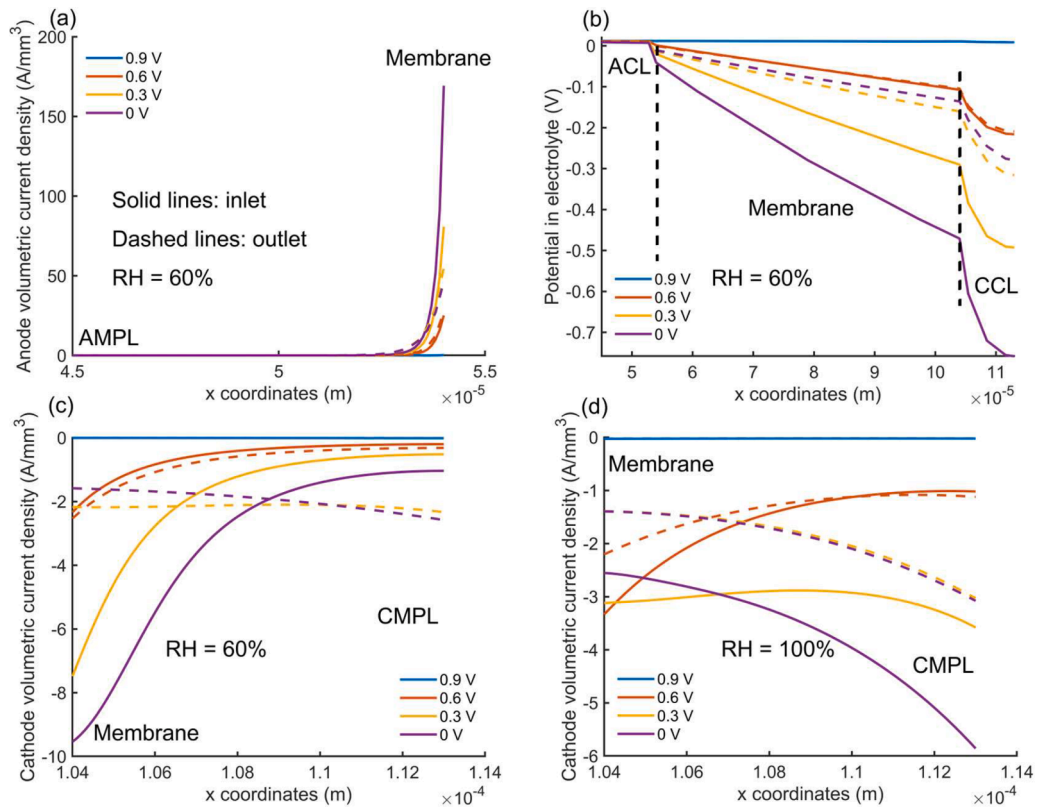 (a)
Anode volumetric current density (A/mm³)
200
150
100
50
0
0.9 V
0.6 V
0.3 V
0 V
Membrane
Solid lines: inlet
Dashed lines: outlet
RH = 60%
AMPL
4.5
5
5.5
x coordinates (m)
×10⁻⁵
(b)
Potential in electrolyte (V)
0
-0.1
-0.2
-0.3
-0.4
-0.5
-0.6
-0.7
ACL
Membrane
CCL
0.9 V
0.6 V
0.3 V
0 V
RH = 60%
5
6
7
8
9
10
11
x coordinates (m)
×10⁻⁵
(c)
Cathode volumetric current density (A/mm³)
0
-2
-4
-6
-8
-10
CMPL
RH = 60%
Membrane
0.9 V
0.6 V
0.3 V
0 V
1.04
1.06
1.08
1.1
1.12
1.14
x coordinates (m)
×10⁻⁴
(d)
Cathode volumetric current density (A/mm³)
0
-1
-2
-3
-4
-5
-6
Membrane
RH = 100%
CMPL
0.9 V
0.6 V
0.3 V
0 V
1.04
1.06
1.08
1.1
1.12
1.14
x coordinates (m)
×10⁻⁴